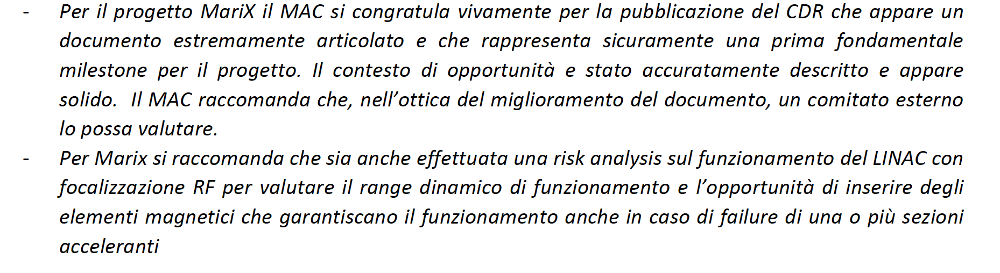 - Per il progetto MariX il MAC si congratula vivamente per la pubblicazione del CDR che appare un
documento estremamente articolato e che rappresenta sicuramente una prima fondamentale
milestone per il progetto. Il contesto di opportunità e stato accuratamente descritto e appare
solido.  Il MAC raccomanda che, nell’ottica del miglioramento del documento, un comitato esterno
lo possa valutare.
- Per Marix si raccomanda che sia anche effettuata una risk analysis sul funzionamento del LINAC con
focalizzazione RF per valutare il range dinamico di funzionamento e l’opportunità di inserire degli
elementi magnetici che garantiscano il funzionamento anche in caso di failure di una o più sezioni
acceleranti